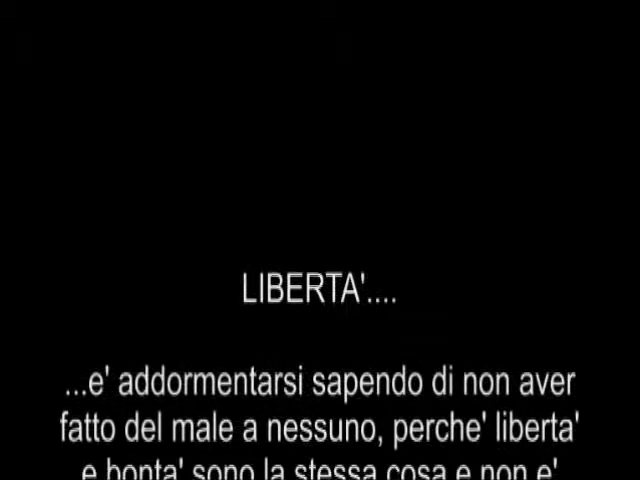 LIBERTA'....
...e' addormentarsi sapendo di non aver
fatto del male a nessuno, perche' liberta'
e bonta' sono la stessa cosa e non e'